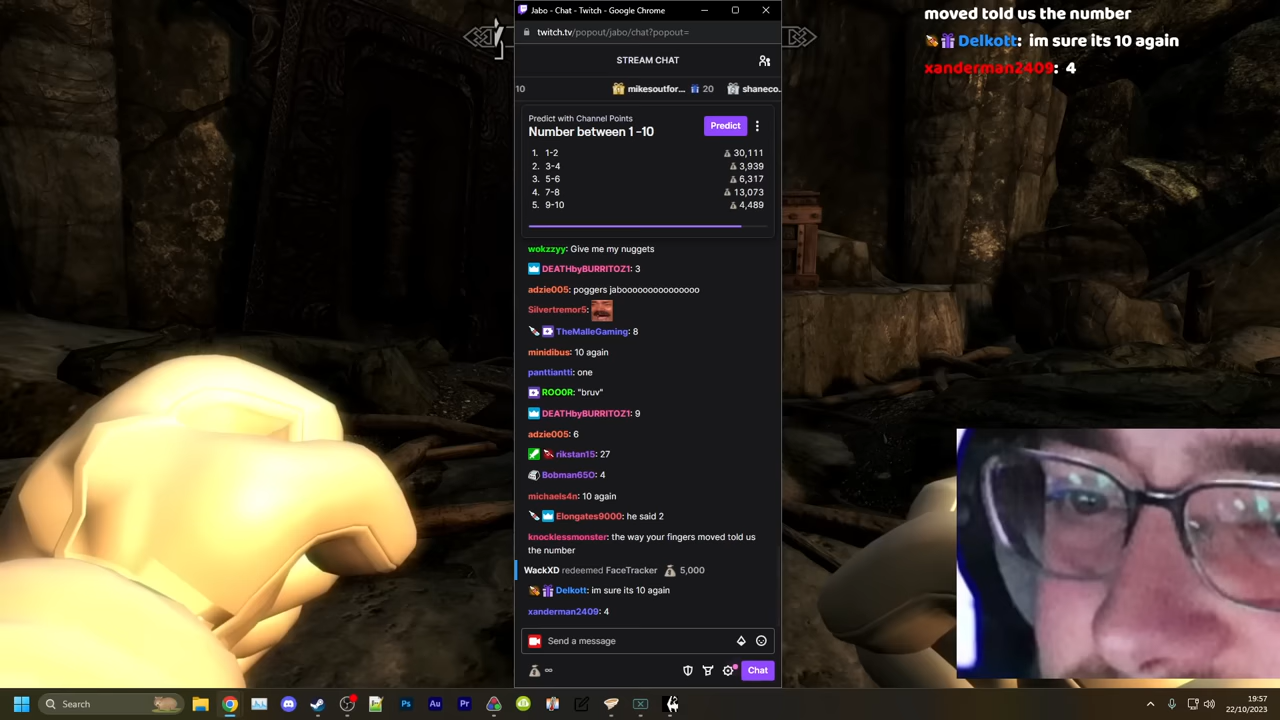 Jabo - Chat - Twitch - Google Chrome
twitch.tv/popout/jabo/chat?popout=
STREAM CHAT
10 mikesoutfor... 20 shaneco.
Predict with Channel Points
Number between 1 -10
Predict
1. 1-2 30,111
2. 3-4 3,939
3. 5-6 6,317
4. 7-8 13,073
5. 9-10 4,489
wokzzyy: Give me my nuggets
DEATHbyBURRITOZ1: 3
adzie005: poggers jabooooooooooooooo
Silvertremor5:
TheMalleGaming: 8
minidibus: 10 again
panttiantti: one
ROO0R: "bruv"
DEATHbyBURRITOZ1: 9
adzie005: 6
rikstan15: 27
Bobman65O: 4
michaels4n: 10 again
Elongates9000: he said 2
knocklessmonster: the way your fingers moved told us
the number
WackXD redeemed FaceTracker 5,000
Delkott: im sure its 10 again
xanderman2409: 4
Send a message
∞
Chat
moved told us the number
Delkott: im sure its 10 again
xanderman2409: 4
Search
Ps
Au
Pr
19:57
22/10/2023